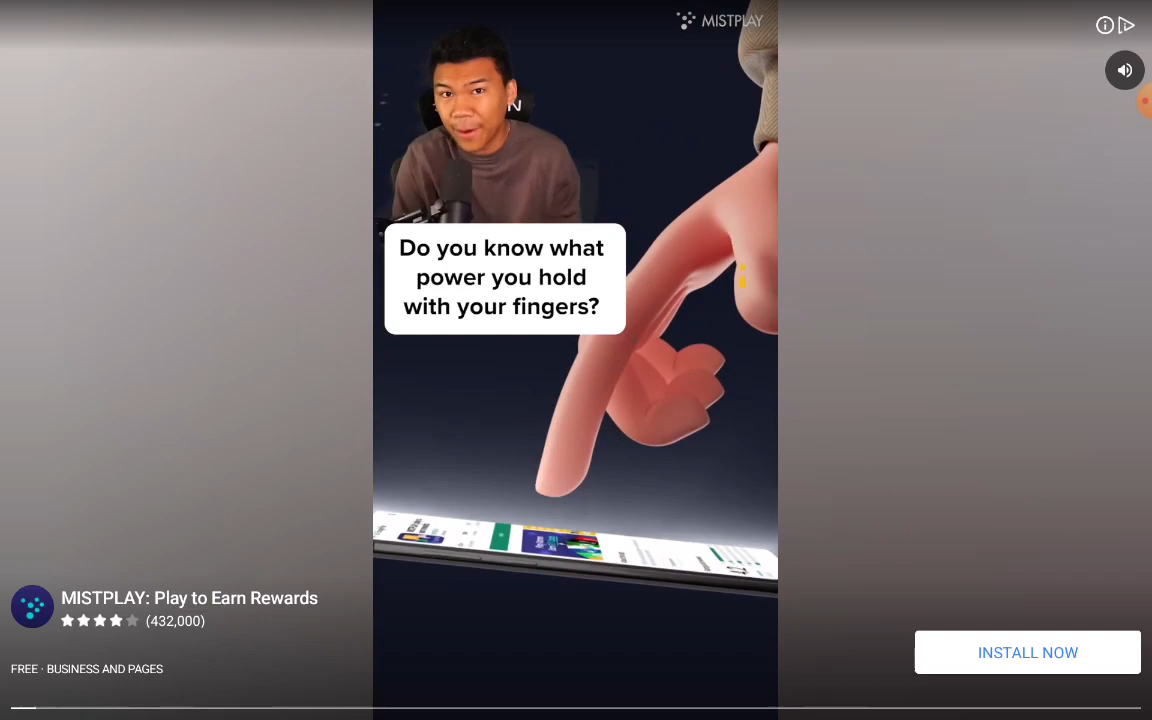 MISTPLAY
N
Do you know what
power you hold
with your fingers?
MISTPLAY: Play to Earn Rewards
(432,000)
FREE · BUSINESS AND PAGES
INSTALL NOW